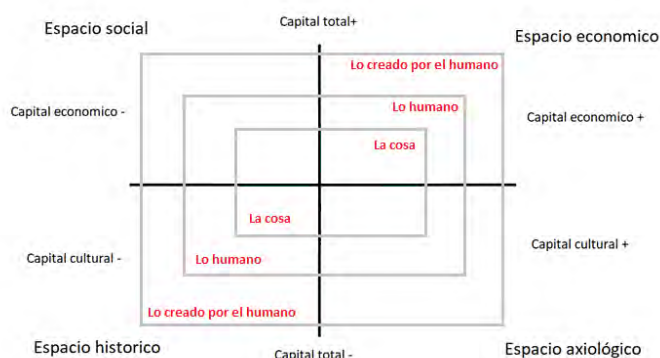 Espacio social
Capital total+
Espacio economico
Lo creado por el humano
Capital economico -
Lo humano
Capital economico +
La cosa
La cosa
Capital cultural -
Lo humano
Capital cultural +
Lo creado por el humano
Espacio historico
Capital total -
Espacio axiológico